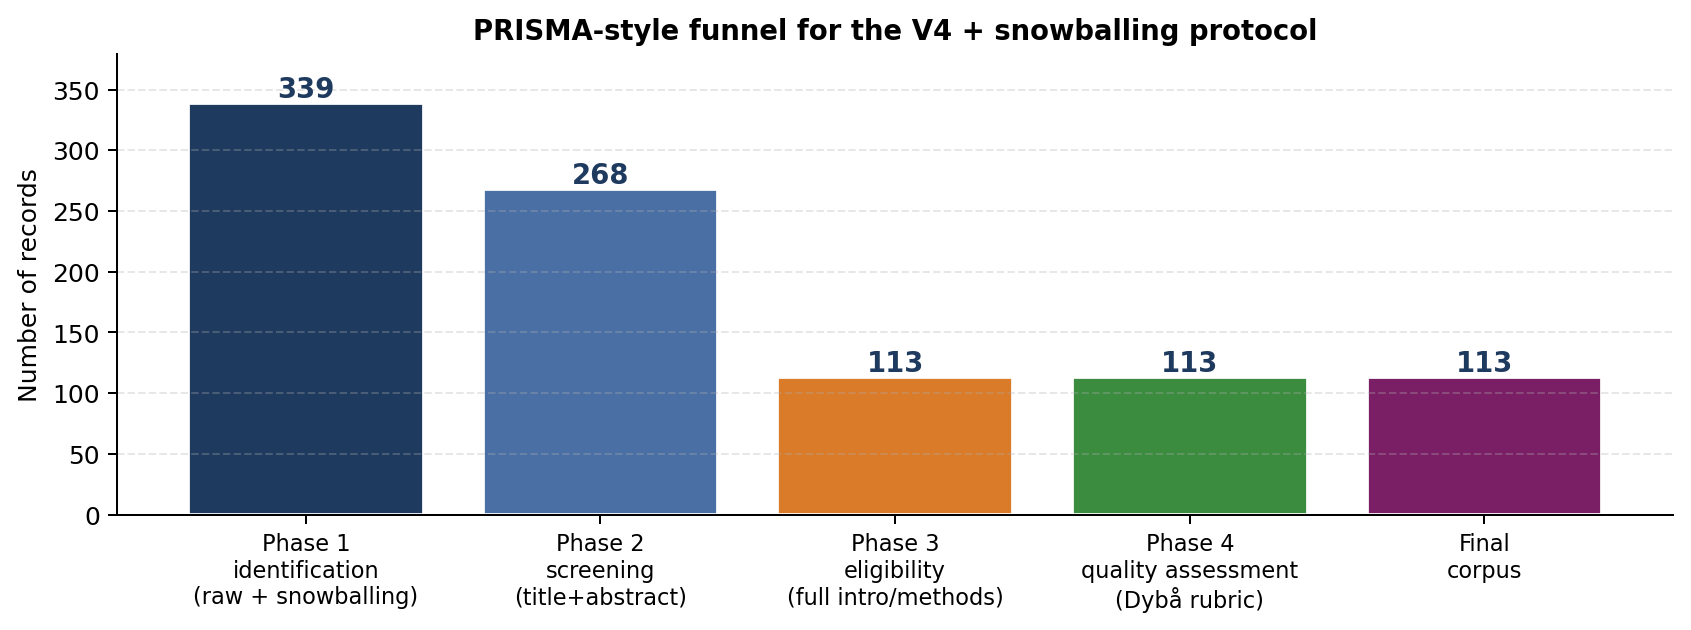 PRISMA-style funnel for the V4 + snowballing protocol
Number of records
350
300
250
200
150
100
50
0
339
268
113
113
113
Phase 1
identification
(raw + snowballing)
Phase 2
screening
(title+abstract)
Phase 3
eligibility
(full intro/methods)
Phase 4
quality assessment
(Dybå rubric)
Final
corpus